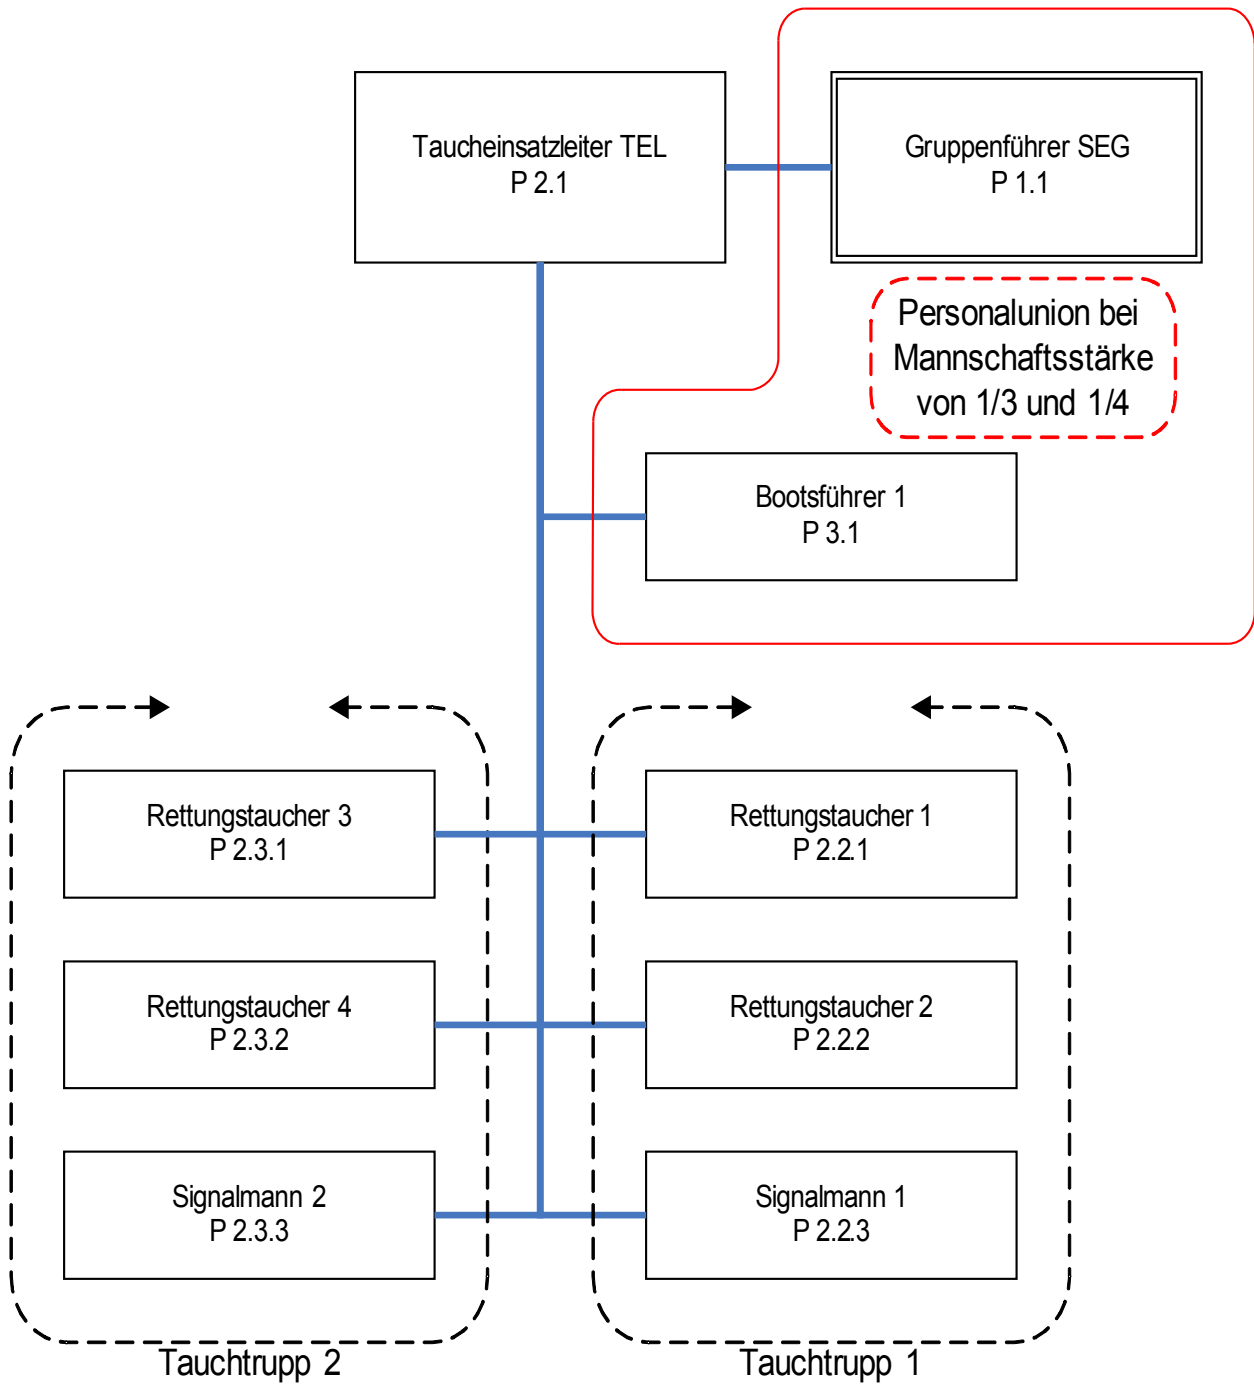 Taucheinsatzleiter TEL
P 2.1
Gruppenführer SEG
P 1.1
Personalunion bei
Mannschaftsstärke
von 1/3 und 1/4
Bootsführer 1
P 3.1
Rettungstaucher 3
P 2.3.1
Rettungstaucher 1
P 2.2.1
Rettungstaucher 4
P 2.3.2
Rettungstaucher 2
P 2.2.2
Signalmann 2
P 2.3.3
Signalmann 1
P 2.2.3
Tauchtrupp 2
Tauchtrupp 1